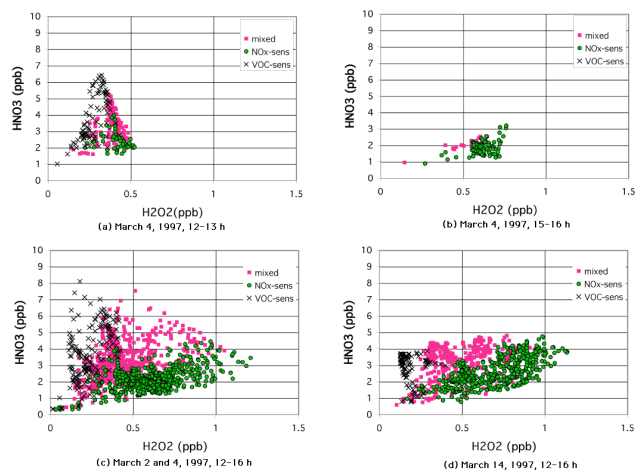 10
9
8
7
6
5
4
3
2
1
0
HNO3 (ppb)
mixed
NOx-sens
VOC-sens
0
0.5
1
1.5
H2O2(ppb)
(a) March 4, 1997, 12-13 h
10
9
8
7
6
5
4
3
2
1
0
HNO3 (ppb)
mixed
NOx-sens
VOC-sens
0
0.5
1
1.5
H2O2 (ppb)
(b) March 4, 1997, 15-16 h
10
9
8
7
6
5
4
3
2
1
0
HNO3 (ppb)
mixed
NOx-sens
VOC-sens
0
0.5
1
1.5
H2O2 (ppb)
(c) March 2 and 4, 1997, 12-16 h
10
9
8
7
6
5
4
3
2
1
0
HNO3 (ppb)
mixed
NOx-sens
VOC-sens
0
0.5
1
1.5
H2O2 (ppb)
(d) March 14, 1997, 12-16 h